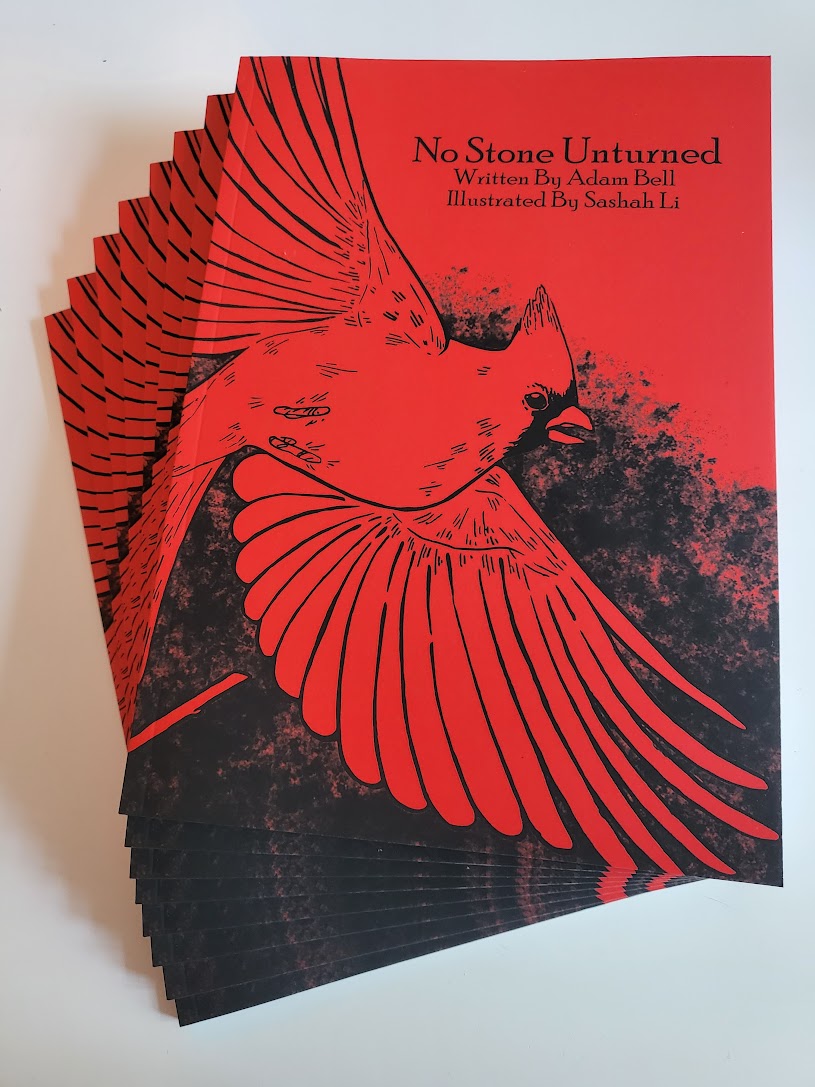 No Stone Unturned
Written By Adam Bell
Illustrated By Sashah Li